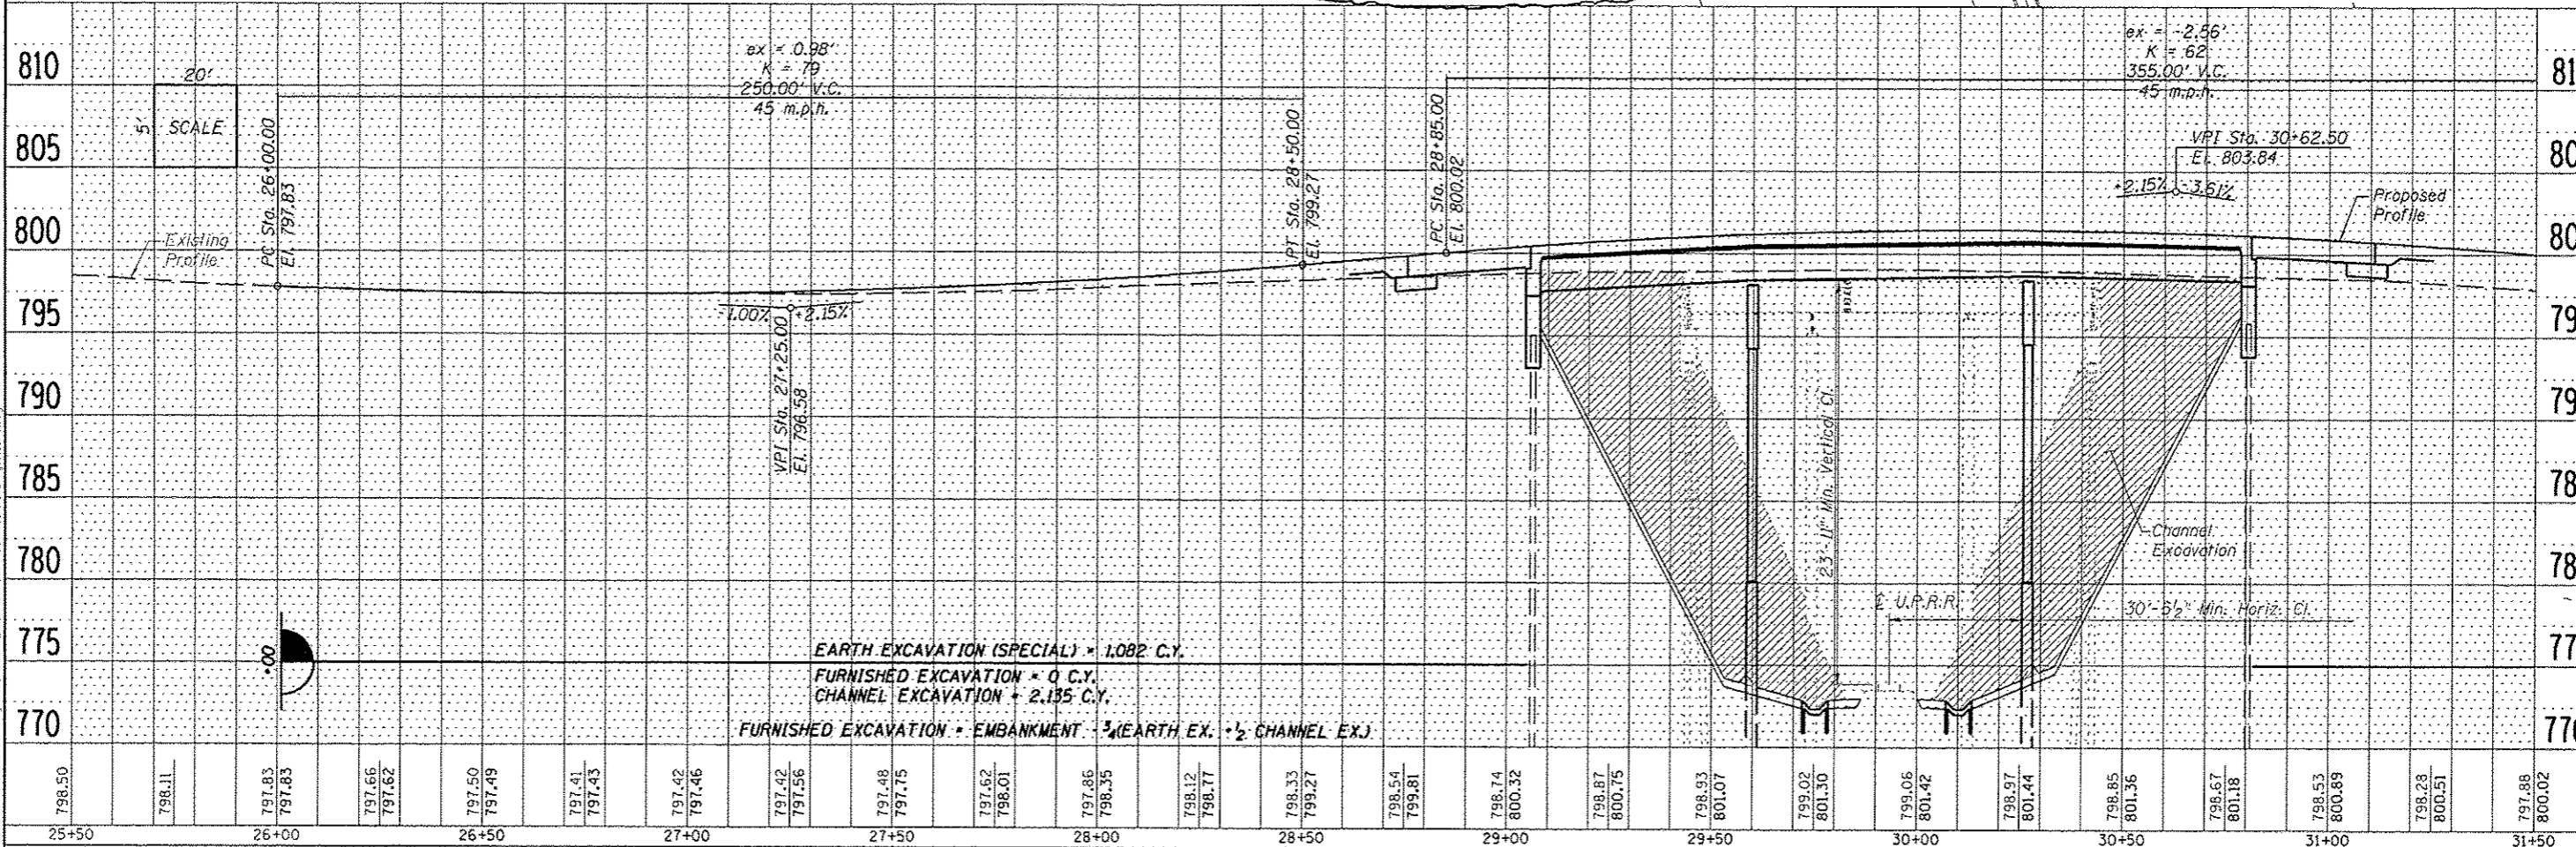 ex = 0.98'
K = 79
250.00' V.C.
45 m.p.h.
ex = -2.56'
K = 62
355.00' V.C.
45 m.p.h.
810
805
800
795
790
785
780
775
770
81
80
80
79
79
78
78
77
770
20'
5'
SCALE
PC Sta. 26+00.00
El. 797.83
Existing
Profile
-1.00% +2.15%
VPI Sta. 27+25.00
El. 796.58
PT Sta. 28+50.00
El. 799.27
PC Sta. 28+85.00
El. 800.02
VPI Sta. 30+62.50
El. 803.84
+2.15% -3.61%
Proposed
Profile
23'-11" Min. Vertical Cl.
Channel
Excavation
℄ U.P.R.R.
30'-6½" Min. Horiz. Cl.
+00
EARTH EXCAVATION (SPECIAL) = 1,082 C.Y.
FURNISHED EXCAVATION = 0 C.Y.
CHANNEL EXCAVATION = 2,135 C.Y.
FURNISHED EXCAVATION = EMBANKMENT - ¾(EARTH EX. + ½ CHANNEL EX.)
798.50
798.11
797.83
797.83
797.66
797.62
797.50
797.49
797.41
797.43
797.42
797.46
797.42
797.56
797.48
797.75
797.62
798.01
797.86
798.35
798.12
798.77
798.33
799.27
798.54
799.81
798.74
800.32
798.87
800.75
798.93
801.07
799.02
801.30
799.06
801.42
798.97
801.44
798.85
801.36
798.67
801.18
798.53
800.89
798.28
800.51
797.88
800.02
25+50 26+00 26+50 27+00 27+50 28+00 28+50 29+00 29+50 30+00 30+50 31+00 31+50